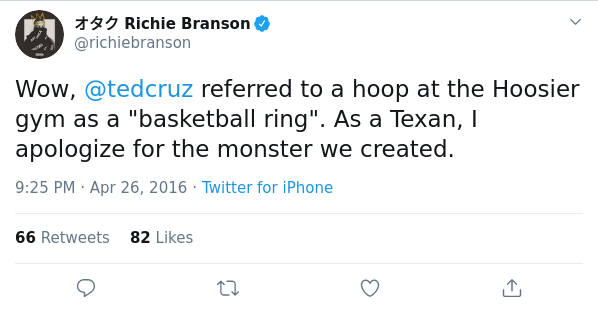 オタク Richie Branson
@richiebranson
Wow, @tedcruz referred to a hoop at the Hoosier
gym as a "basketball ring". As a Texan, I
apologize for the monster we created.
9:25 PM · Apr 26, 2016 · Twitter for iPhone
66 Retweets 82 Likes